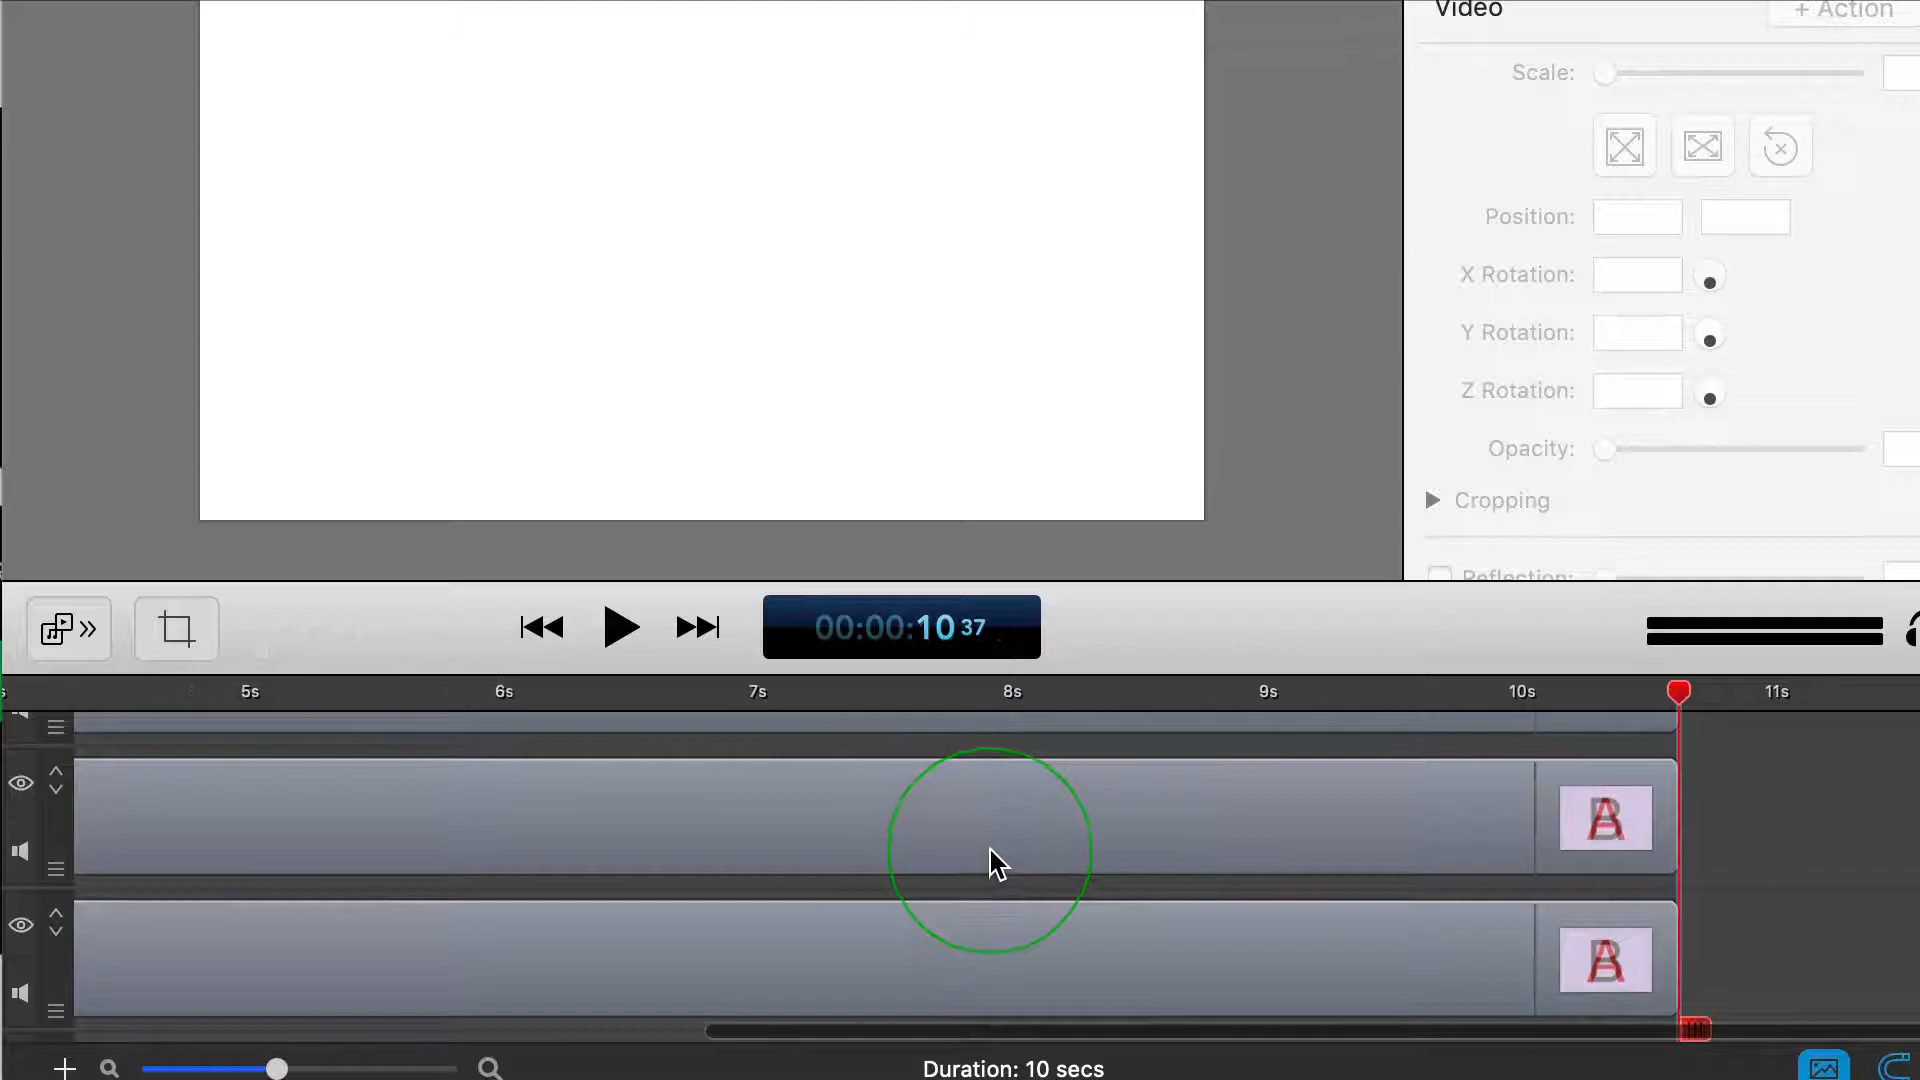 Video
+ Action
Scale:
Position:
X Rotation:
Y Rotation:
Z Rotation:
Opacity:
Cropping
Reflection:
00:00:10 37
5s 6s 7s 8s 9s 10s 11s
B A
B A
Duration: 10 secs